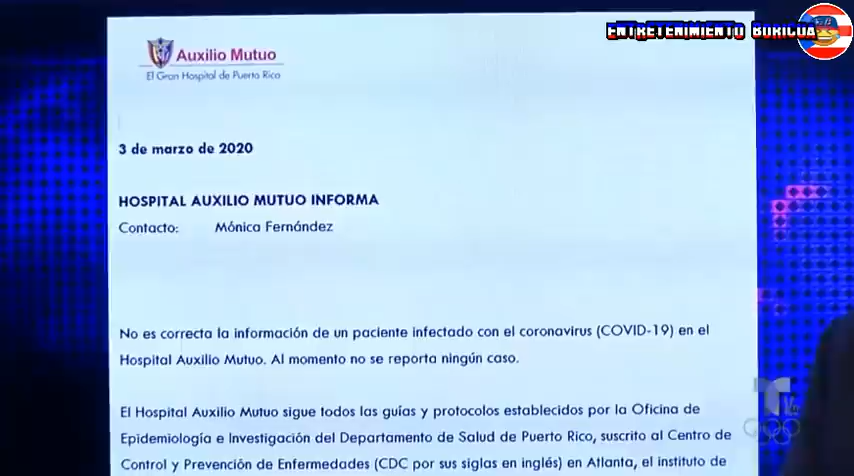 ENTRETENIMIENTO BORICUA
Auxilio Mutuo
El Gran Hospital de Puerto Rico
3 de marzo de 2020
HOSPITAL AUXILIO MUTUO INFORMA
Contacto: Mónica Fernández
No es correcta la información de un paciente infectado con el coronavirus (COVID-19) en el
Hospital Auxilio Mutuo. Al momento no se reporta ningún caso.
El Hospital Auxilio Mutuo sigue todos las guías y protocolos establecidos por la Oficina de
Epidemiología e Investigación del Departamento de Salud de Puerto Rico, suscrito al Centro de
Control y Prevención de Enfermedades (CDC por sus siglas en inglés) en Atlanta, el instituto de